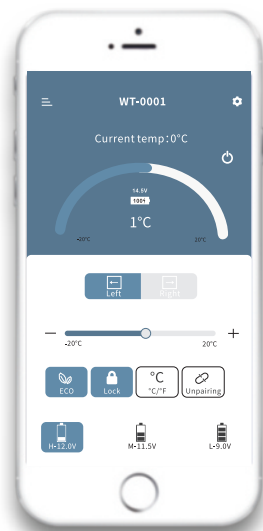 WT-0001
Current temp:0°C
14.5V
100%
1°C
-20°C 20°C
Left Right
-20°C 20°C
°C
ECO Lock °C/°F Unpairing
H-12.0V M-11.5V L-9.0V